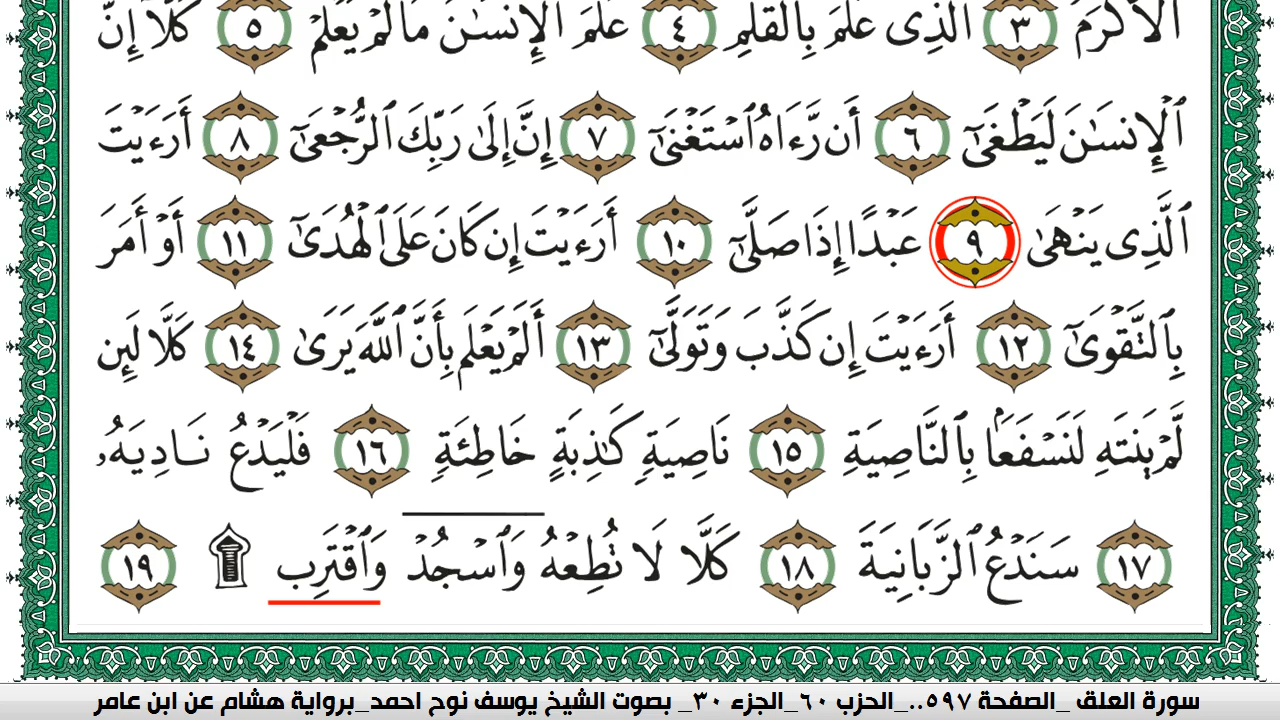 ٱلۡأَكۡرَمُ ٣ ٱلَّذِى عَلَّمَ بِٱلۡقَلَمِ ٤ عَلَّمَ ٱلۡإِنسَـٰنَ مَا لَمۡ يَعۡلَمۡ ٥ كَلَّآ إِنَّ
ٱلۡإِنسَـٰنَ لَيَطۡغَىٰٓ ٦ أَن رَّءَاهُ ٱسۡتَغۡنَىٰٓ ٧ إِنَّ إِلَىٰ رَبِّكَ ٱلرُّجۡعَىٰٓ ٨ أَرَءَيۡتَ
ٱلَّذِى يَنۡهَىٰ ٩ عَبۡدًا إِذَا صَلَّىٰٓ ١٠ أَرَءَيۡتَ إِن كَانَ عَلَى ٱلۡهُدَىٰٓ ١١ أَوۡ أَمَرَ
بِٱلتَّقۡوَىٰٓ ١٢ أَرَءَيۡتَ إِن كَذَّبَ وَتَوَلَّىٰٓ ١٣ أَلَمۡ يَعۡلَم بِأَنَّ ٱللَّهَ يَرَىٰ ١٤ كَلَّا لَئِن
لَّمۡ يَنتَهِ لَنَسۡفَعَۢا بِٱلنَّاصِيَةِ ١٥ نَاصِيَةٍ كَـٰذِبَةٍ خَاطِئَةٍ ١٦ فَلۡيَدۡعُ نَادِيَهُۥ
١٧ سَنَدۡعُ ٱلزَّبَانِيَةَ ١٨ كَلَّا لَا تُطِعۡهُ وَٱسۡجُدۡ وَٱقۡتَرِب ۩ ١٩
سورة العلق _الصفحة ٥٩٧.._الحزب ٦٠_الجزء ٣٠_ بصوت الشيخ يوسف نوح احمد_برواية هشام عن ابن عامر